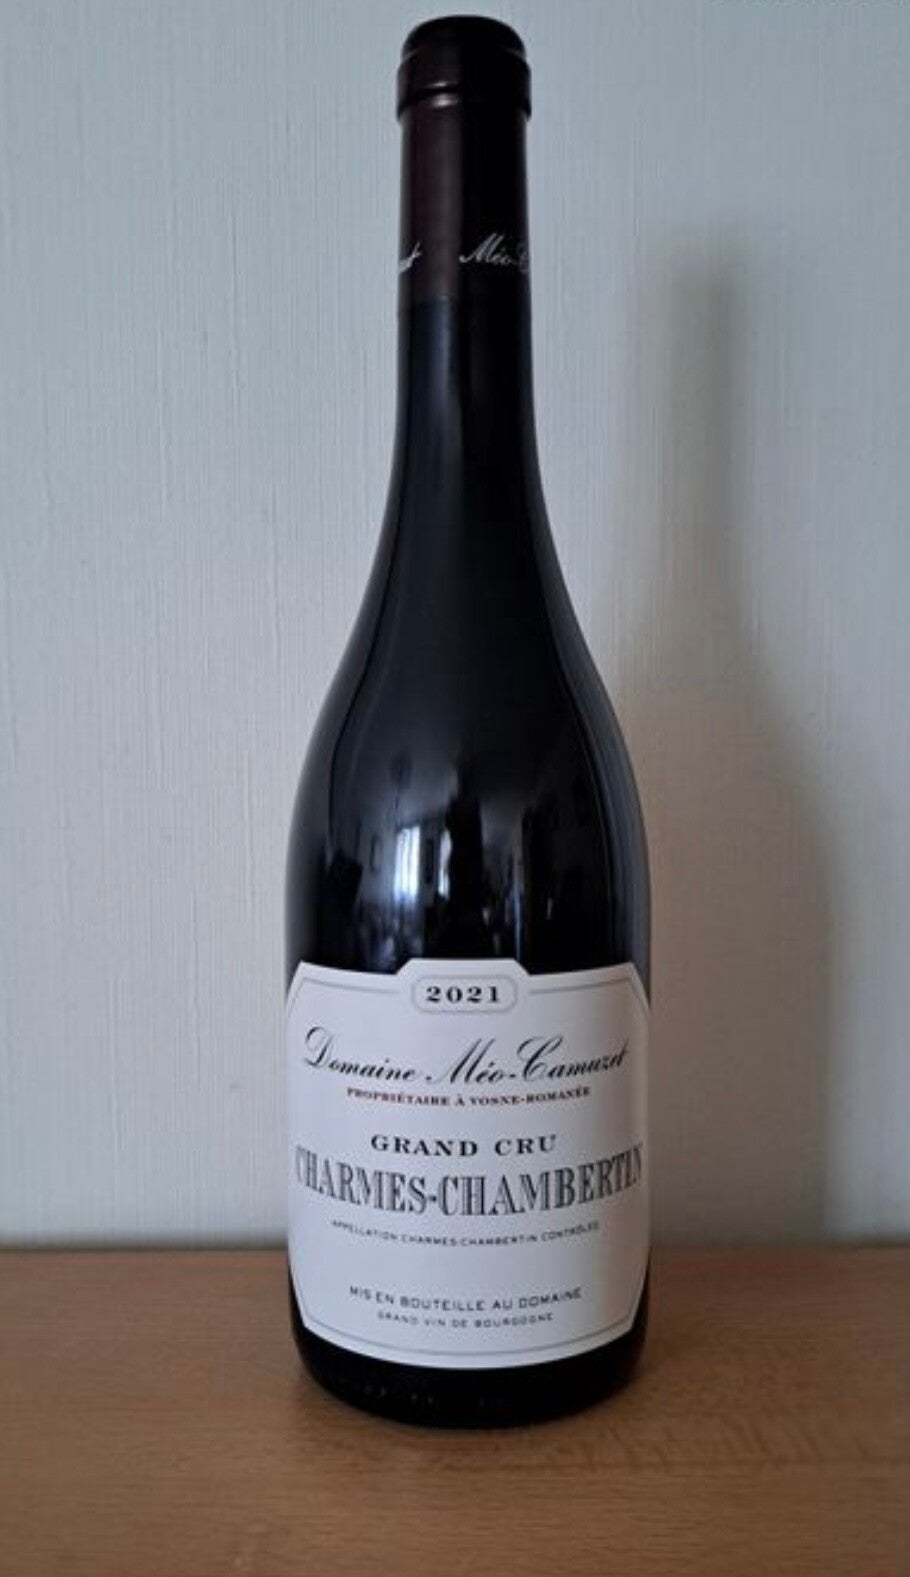 Méo-C
2021
Domaine Méo-Camuzet
PROPRIÉTAIRE À VOSNE-ROMANÉE
GRAND CRU
CHARMES-CHAMBERTIN
APPELLATION CHARMES-CHAMBERTIN CONTRÔLÉE
MIS EN BOUTEILLE AU DOMAINE
GRAND VIN DE BOURGOGNE